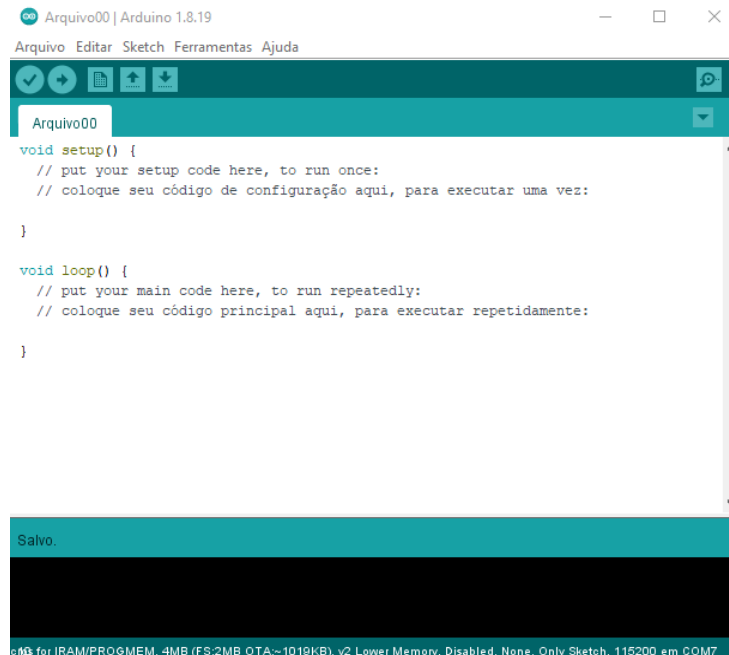 Arquivo00 | Arduino 1.8.19
Arquivo Editar Sketch Ferramentas Ajuda
Arquivo00
void setup() {
// put your setup code here, to run once:
// coloque seu código de configuração aqui, para executar uma vez:
}
void loop() {
// put your main code here, to run repeatedly:
// coloque seu código principal aqui, para executar repetidamente:
}
Salvo.
for IRAM/PROGMEM, 4MB (FS:2MB OTA:~1019KB), v2 Lower Memory, Disabled, None, Only Sketch, 115200 em COM7